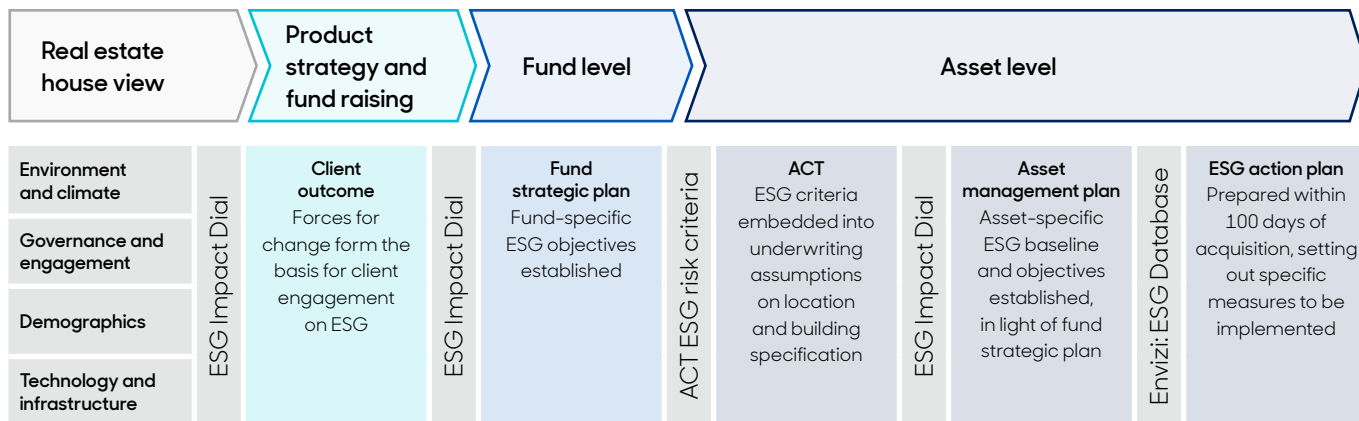 Real estate
house view
Product
strategy and
fund raising
Fund level
Asset level
Environment
and climate
Governance and
engagement
Demographics
Technology and
infrastructure
ESG Impact Dial
Client
outcome
Forces for
change form the
basis for client
engagement
on ESG
ESG Impact Dial
Fund
strategic plan
Fund-specific
ESG objectives
established
ACT ESG risk criteria
ACT
ESG criteria
embedded into
underwriting
assumptions
on location
and building
specification
ESG Impact Dial
Asset
management plan
Asset-specific
ESG baseline
and objectives
established,
in light of fund
strategic plan
Envizi: ESG Database
ESG action plan
Prepared within
100 days of
acquisition, setting
out specific
measures to be
implemented